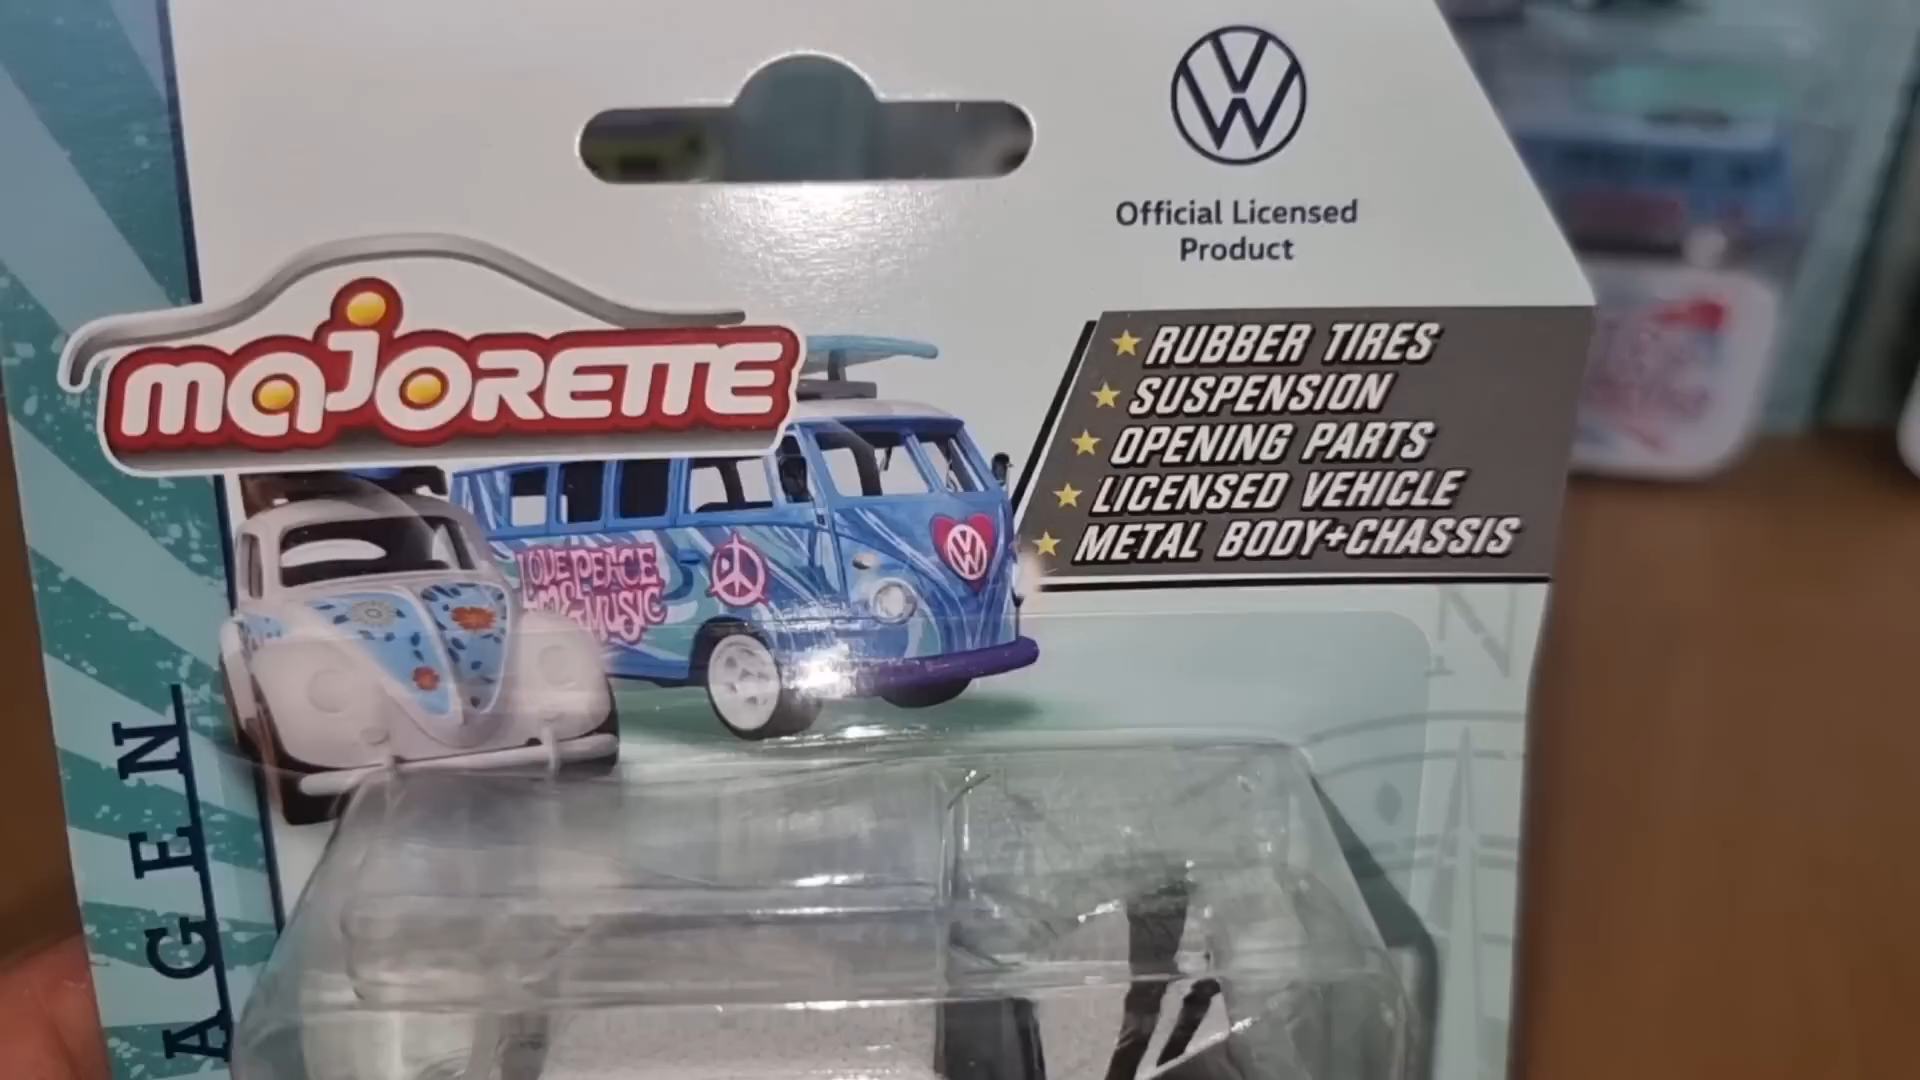 Official Licensed
Product
MAJORETTE
RUBBER TIRES
SUSPENSION
OPENING PARTS
LICENSED VEHICLE
METAL BODY+CHASSIS
LOVE PEACE
& MUSIC
AGEN
N